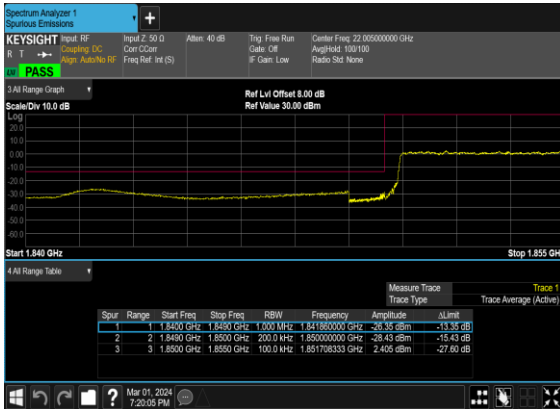 Spectrum Analyzer 1
Spurious Emissions
+
KEYSIGHT Input: RF Input Z: 50 Ω Atten: 40 dB Trig: Free Run Center Freq: 22.005000000 GHz
R T Coupling: DC Corr CCorr Gate: Off Avg|Hold: 100/100
Align: Auto/No RF Freq Ref: Int (S) IF Gain: Low Radio Std: None
LN PASS
3 All Range Graph Ref Lvl Offset 8.00 dB
Scale/Div 10.0 dB Ref Value 30.00 dBm
Log
20.0
10.0
0.00
-10.0
-20.0
-30.0
-40.0
-50.0
-60.0
Start 1.840 GHz Stop 1.855 GH
4 All Range Table
Measure Trace Trace 1
Trace Type Trace Average (Active)
Spur Range Start Freq Stop Freq RBW Frequency Amplitude ΔLimit
1 1 1.8400 GHz 1.8490 GHz 1.000 MHz 1.841860000 GHz -26.35 dBm -13.35 dB
2 2 1.8490 GHz 1.8500 GHz 200.0 kHz 1.850000000 GHz -28.43 dBm -15.43 dB
3 3 1.8500 GHz 1.8550 GHz 100.0 kHz 1.851708333 GHz 2.405 dBm -27.60 dB
? Mar 01, 2024
7:20:05 PM